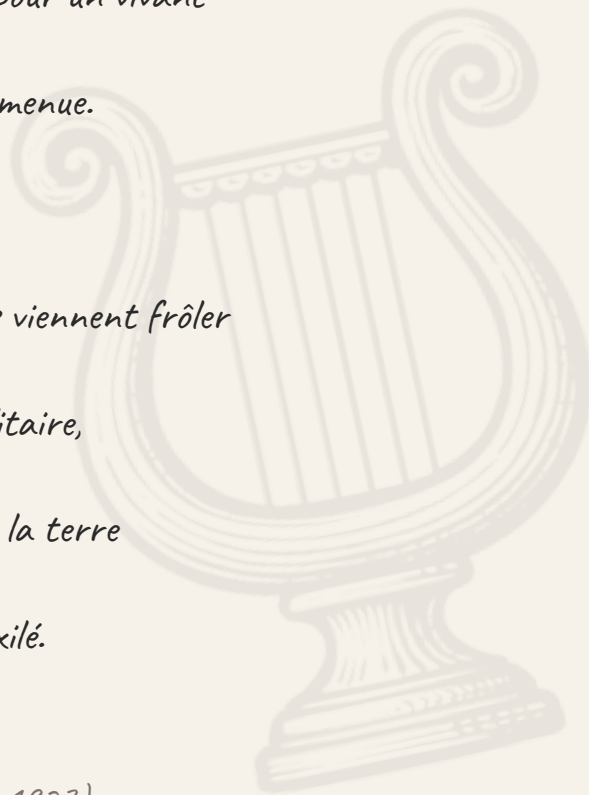 pour un vivant
menue.
viennent frôler
itaire,
la terre
xilé.